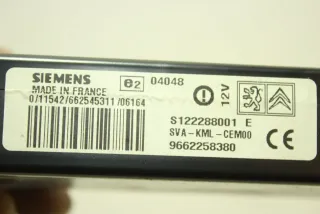 SIEMENS
MADE IN FRANCE
e2 04048
0/11542/662545311/06164
12V
S122288001 E
SVA-KML-CEM00
9662258380
CE